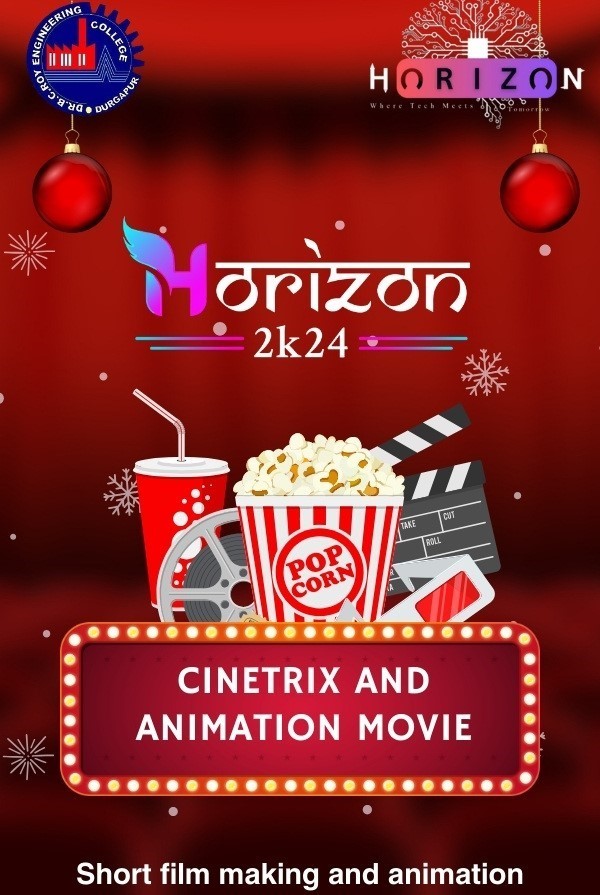 DR. B. C. ROY ENGINEERING COLLEGE
DURGAPUR
HORIZON
Where Tech Meets Tomorrow
Horizon
2k24
TAKE CUT
ROLL
POP
CORN
CINETRIX AND
ANIMATION MOVIE
Short film making and animation